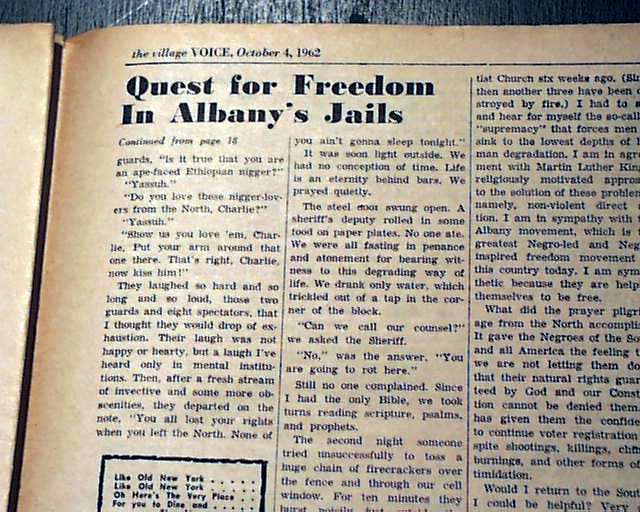 the village VOICE, October 4, 1962
Quest for Freedom
In Albany's Jails
Continued from page 18
guards, "is it true that you are
an ape-faced Ethiopian nigger?"
"Yassuh."
"Do you love these nigger-lov-
ers from the North, Charlie?"
"Yassuh."
"Show us you love 'em, Char-
lie. Put your arm around that
one there. That's right, Charlie,
now kiss him!"
They laughed so hard and so
long and so loud, those two
guards and eight spectators, that
I thought they would drop of ex-
haustion. Their laugh was not
happy or hearty, but a laugh I've
heard only in mental institu-
tions. Then, after a fresh stream
of invective and some more ob-
scenities, they departed on the
note, "You all lost your rights
when you left the North. None of
Like Old New York
Like Old New York
Oh Here's The Very Place
For you to Dine and
you ain't gonna sleep tonight."
It was soon light outside. We
had no conception of time. Life
is an eternity behind bars. We
prayed quietly.
The steel door swung open. A
sheriff's deputy rolled in some
food on paper plates. No one ate.
We were all fasting in penance
and atonement for bearing wit-
ness to this degrading way of
life. We drank only water, which
trickled out of a tap in the cor-
ner of the block.
"Can we call our counsel?"
we asked the Sheriff.
"No," was the answer. "You
are going to rot here."
Still no one complained. Since
I had the only Bible, we took
turns reading scripture, psalms,
and prophets.
The second night someone
tried unsuccessfully to toss a
huge chain of firecrackers over
the fence and through our cell
window. For ten minutes they
tist Church six weeks ago.
then another three have been
stroyed by fire.) I had to
and hear for myself the so-call
"supremacy" that forces men
sink to the lowest depths of
man degradation. I am in agre
ment with Martin Luther King
religiously motivated appro
to the solution of these problem
namely, non-violent direct
tion. I am in sympathy with
Albany movement, which is
greatest Negro-led and Neg
inspired freedom movement
this country today. I am sym
thetic because they are help
themselves to be free.
What did the prayer pilgri
age from the North accompl
It gave the Negroes of the So
and all America the feeling
we are not letting them do
that their natural rights gua
teed by God and our Const
tion cannot be denied them
has given them the confide
to continue voter registration
spite shootings, killings, ch
burnings, and other forms of
timidation.
Would I return to the Sou
I could be helpful? Very